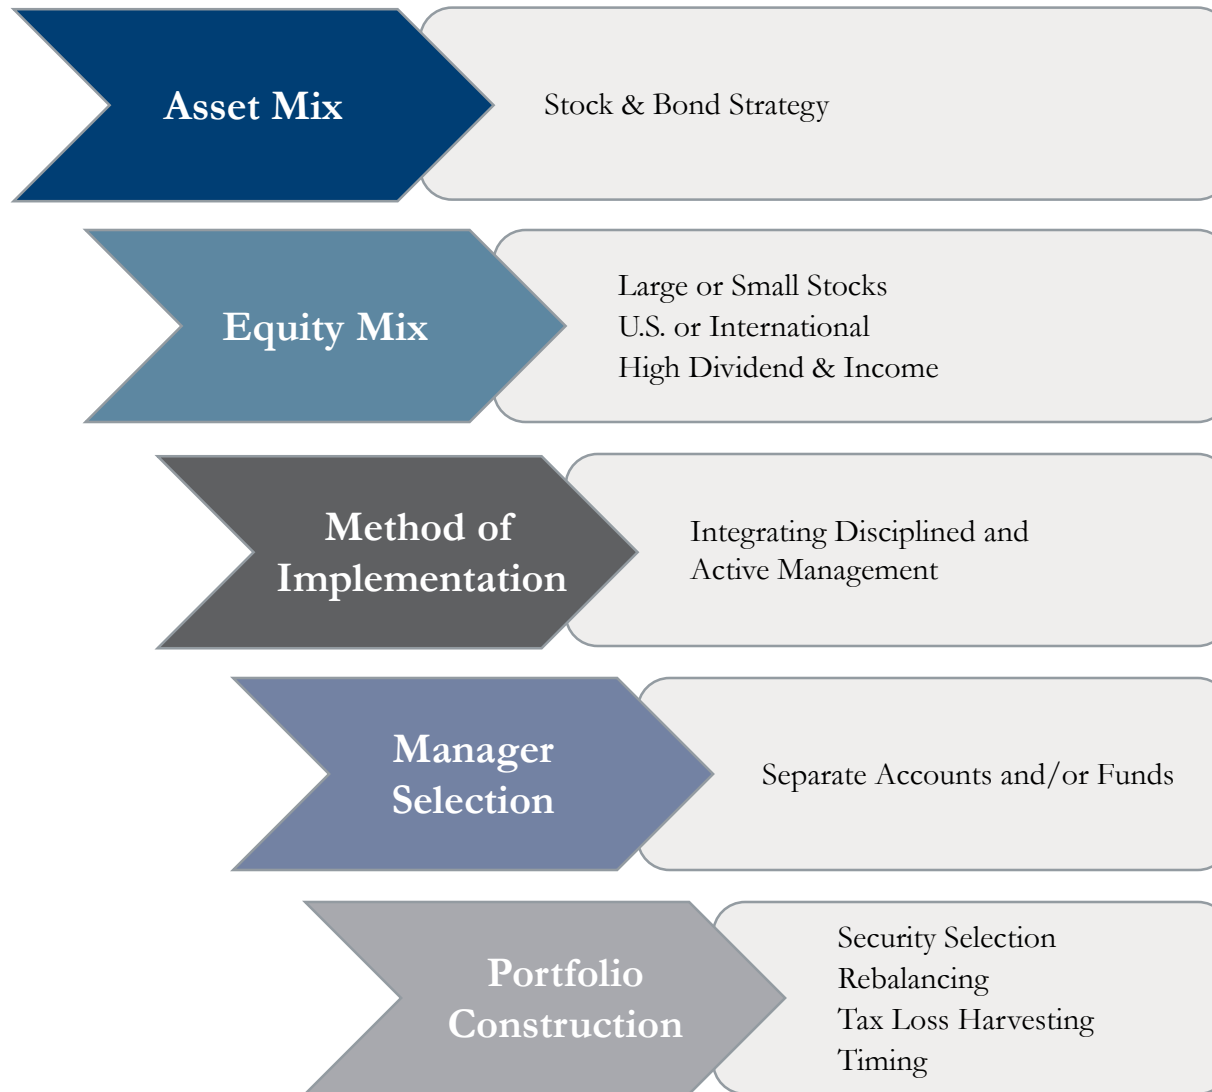 Asset Mix
Stock & Bond Strategy
Equity Mix
Large or Small Stocks
U.S. or International
High Dividend & Income
Method of
Implementation
Integrating Disciplined and
Active Management
Manager
Selection
Separate Accounts and/or Funds
Portfolio
Construction
Security Selection
Rebalancing
Tax Loss Harvesting
Timing